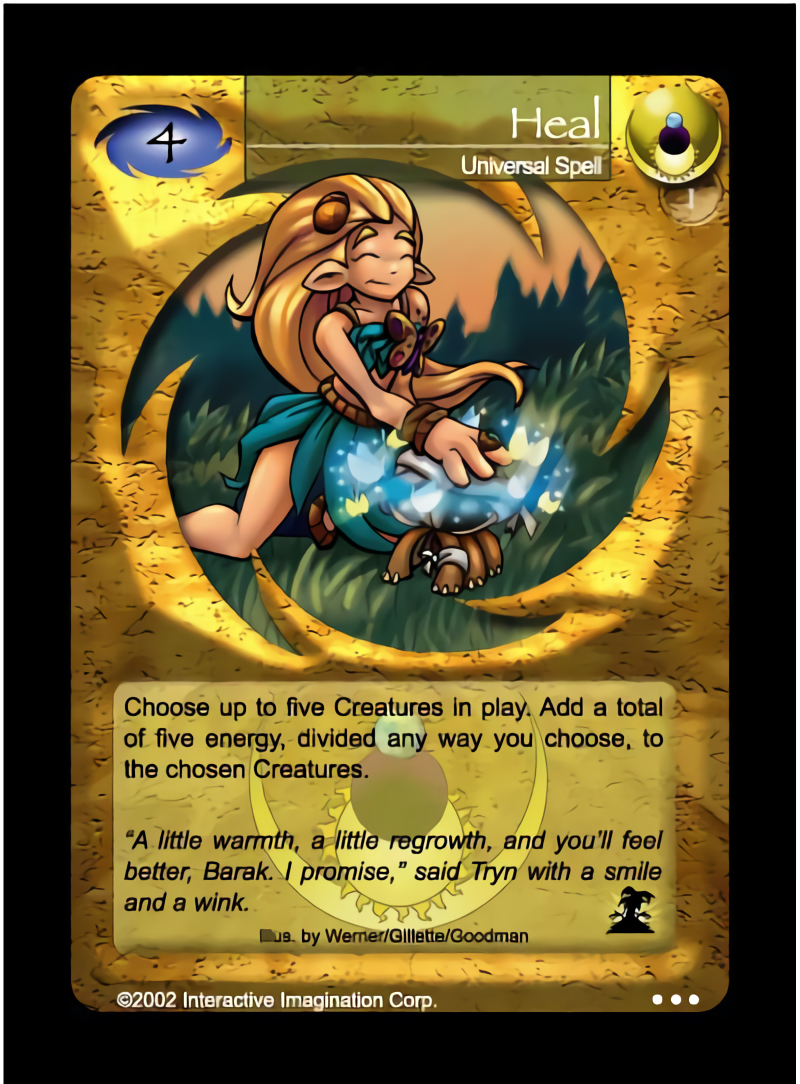 4
Heal
Universal Spell
1
Choose up to five Creatures in play. Add a total
of five energy, divided any way you choose, to
the chosen Creatures.
“A little warmth, a little regrowth, and you’ll feel
better, Barak. I promise,” said Tryn with a smile
and a wink.
Illus. by Werner/Gillette/Goodman
©2002 Interactive Imagination Corp.